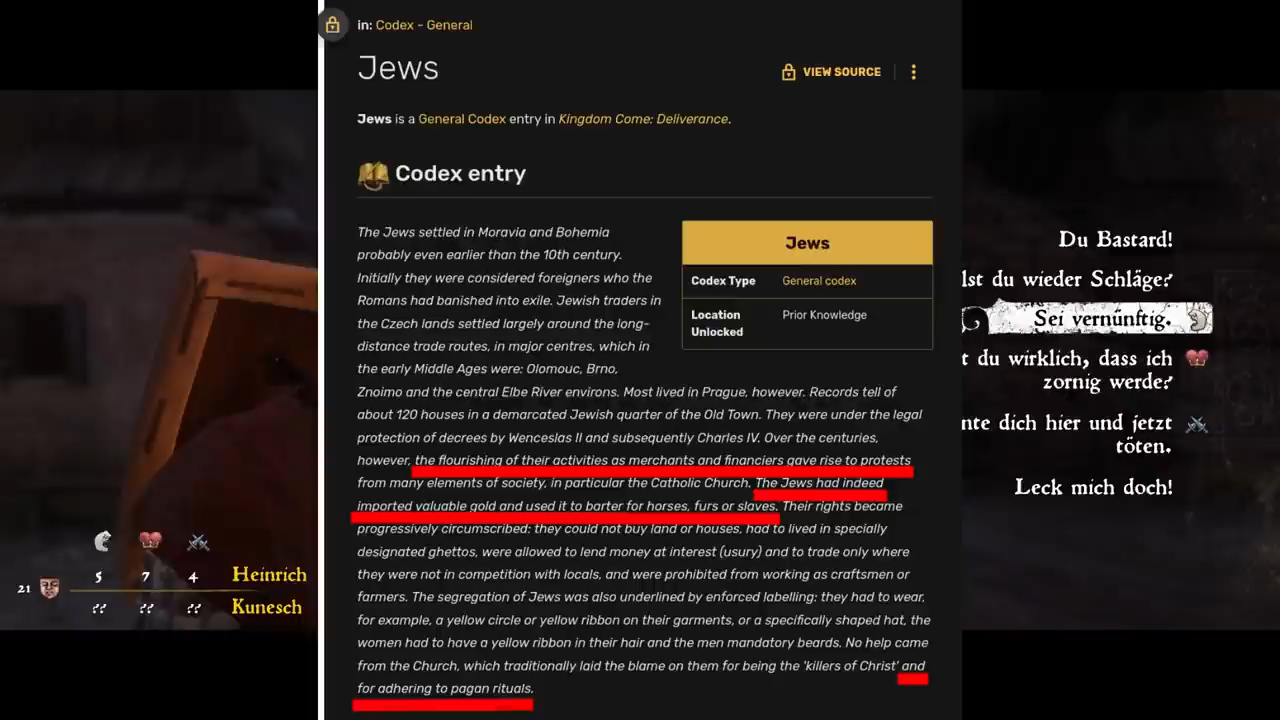 in: Codex - General
Jews
VIEW SOURCE
Jews is a General Codex entry in Kingdom Come: Deliverance.
Codex entry
The Jews settled in Moravia and Bohemia
probably even earlier than the 10th century.
Initially they were considered foreigners who the
Romans had banished into exile. Jewish traders in
the Czech lands settled largely around the long-
distance trade routes, in major centres, which in
the early Middle Ages were: Olomouc, Brno,
Znoimo and the central Elbe River environs. Most lived in Prague, however. Records tell of
about 120 houses in a demarcated Jewish quarter of the Old Town. They were under the legal
protection of decrees by Wenceslas II and subsequently Charles IV. Over the centuries,
however, the flourishing of their activities as merchants and financiers gave rise to protests
from many elements of society, in particular the Catholic Church. The Jews had indeed
imported valuable gold and used it to barter for horses, furs or slaves. Their rights became
progressively circumscribed: they could not buy land or houses, had to lived in specially
designated ghettos, were allowed to lend money at interest (usury) and to trade only where
they were not in competition with locals, and were prohibited from working as craftsmen or
farmers. The segregation of Jews was also underlined by enforced labelling: they had to wear,
for example, a yellow circle or yellow ribbon on their garments, or a specifically shaped hat, the
women had to have a yellow ribbon in their hair and the men mandatory beards. No help came
from the Church, which traditionally laid the blame on them for being the 'killers of Christ' and
for adhering to pagan rituals.
Jews
Codex Type General codex
Location Prior Knowledge
Unlocked
Du Bastard!
lst du wieder Schläge?
Sei vernünftig.
t du wirklich, dass ich
zornig werde?
nte dich hier und jetzt
töten.
Leck mich doch!
5 7 4 Heinrich
21
?? ?? ?? Kunesch